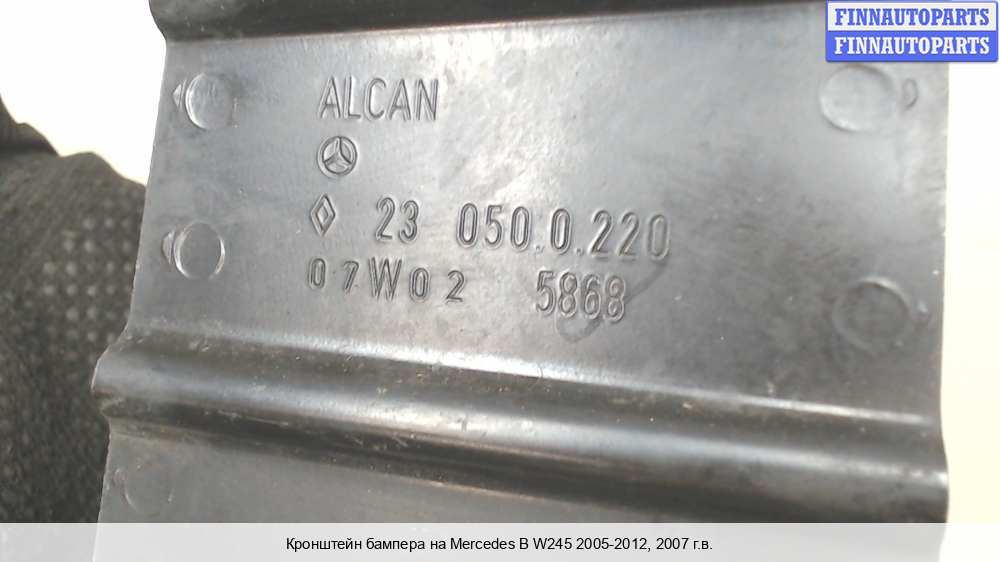 FINNAUTOPARTS
FINNAUTOPARTS
ALCAN
23 050.0.220
07W02 5868
Кронштейн бампера на Mercedes B W245 2005-2012, 2007 г.в.